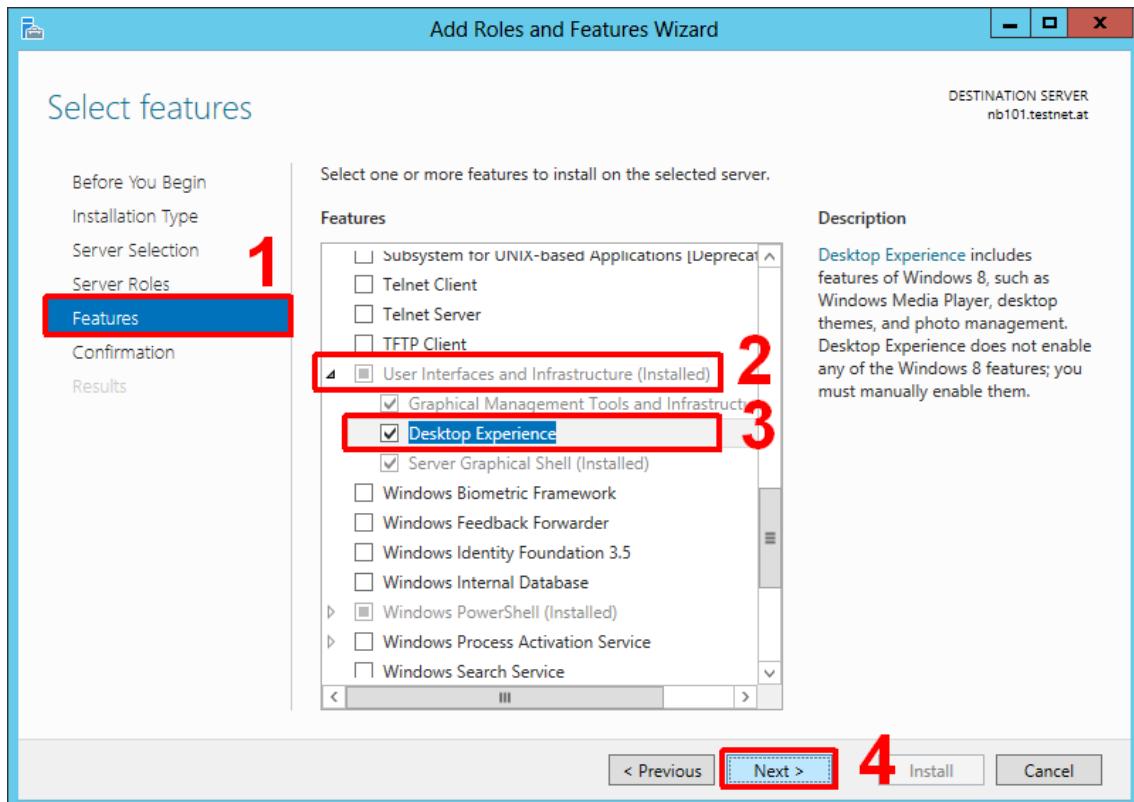 Add Roles and Features Wizard
Select features
DESTINATION SERVER
nb101.testnet.at
Before You Begin
Installation Type
Server Selection
Server Roles
Features
Confirmation
Results
1
Select one or more features to install on the selected server.
Features
Subsystem for UNIX-based Applications [Deprecat
Telnet Client
Telnet Server
TFTP Client
User Interfaces and Infrastructure (Installed)
2
Graphical Management Tools and Infrastructu
Desktop Experience
3
Server Graphical Shell (Installed)
Windows Biometric Framework
Windows Feedback Forwarder
Windows Identity Foundation 3.5
Windows Internal Database
Windows PowerShell (Installed)
Windows Process Activation Service
Windows Search Service
Description
Desktop Experience includes
features of Windows 8, such as
Windows Media Player, desktop
themes, and photo management.
Desktop Experience does not enable
any of the Windows 8 features; you
must manually enable them.
< Previous
Next >
4
Install
Cancel